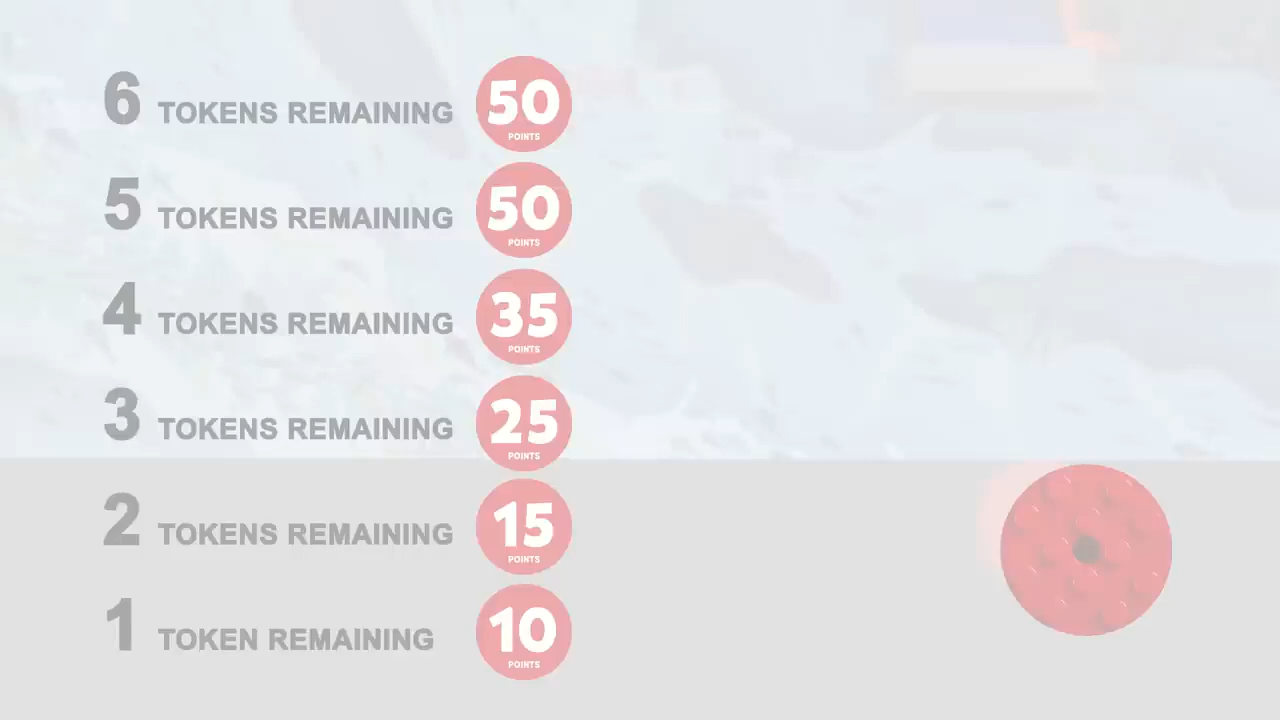 6 TOKENS REMAINING 50 POINTS
5 TOKENS REMAINING 50 POINTS
4 TOKENS REMAINING 35 POINTS
3 TOKENS REMAINING 25 POINTS
2 TOKENS REMAINING 15 POINTS
1 TOKEN REMAINING 10 POINTS